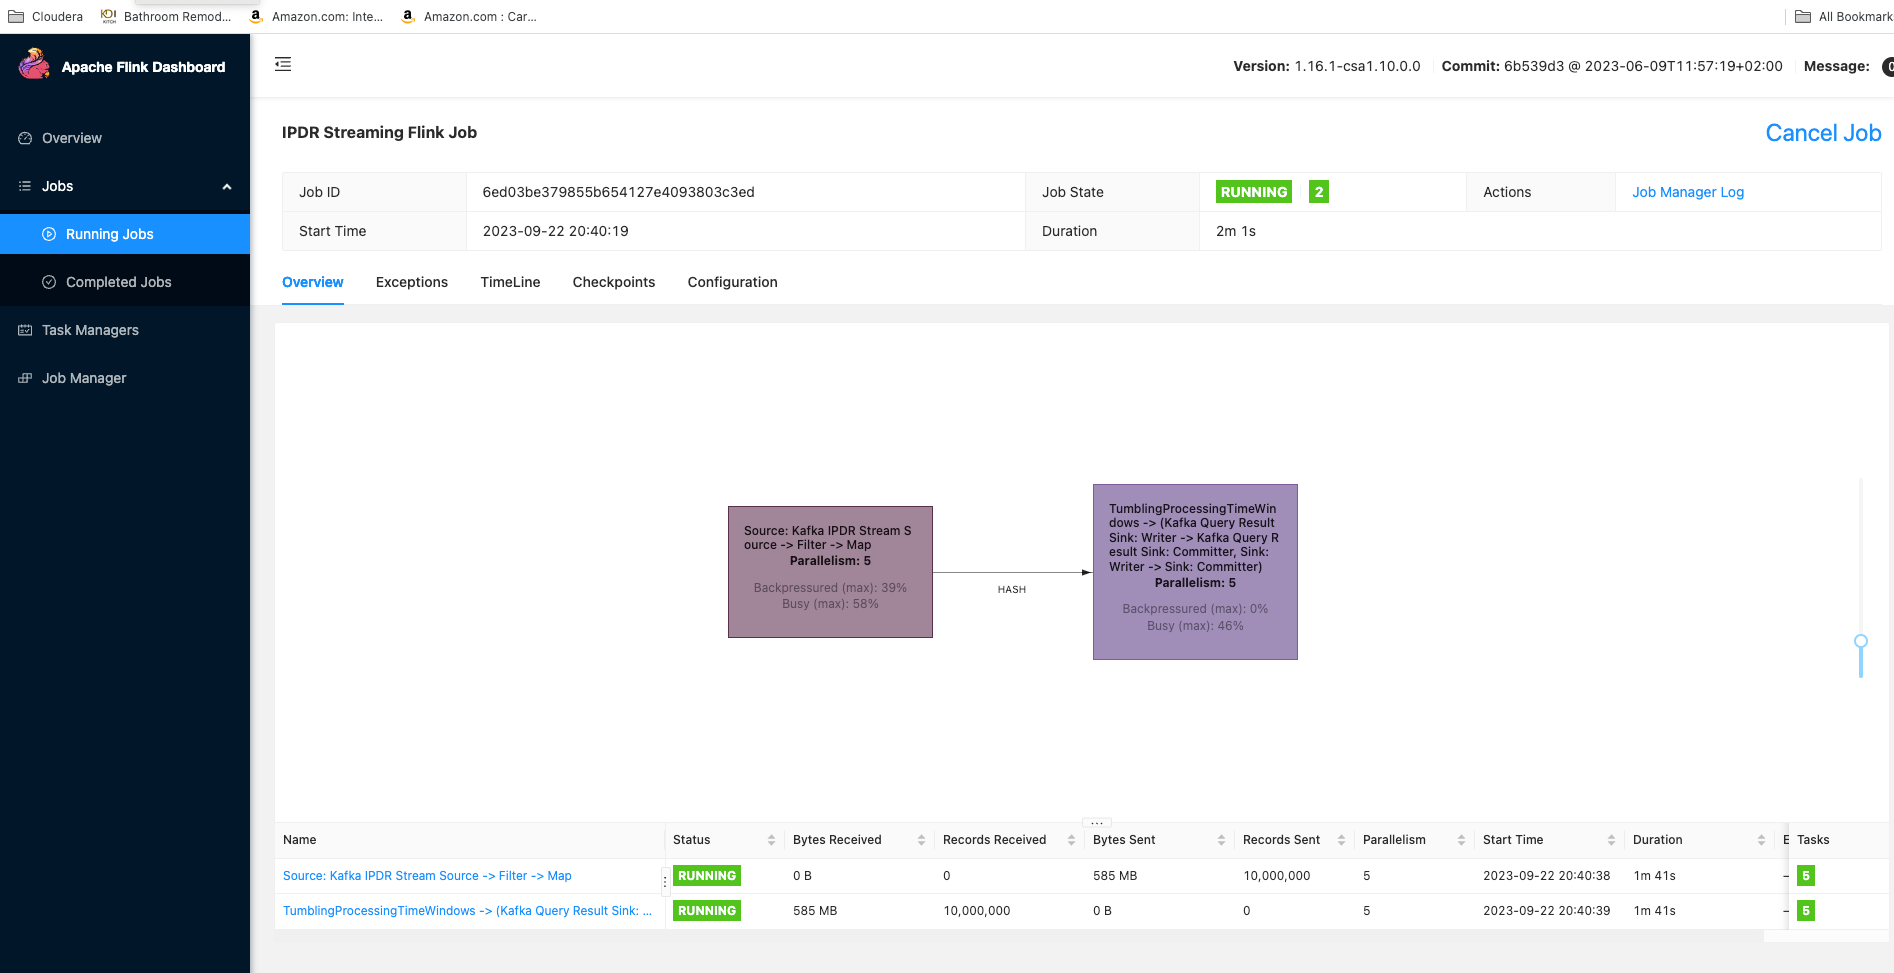 Cloudera
Bathroom Remod...
Amazon.com: Inte...
Amazon.com : Car...
All Bookmark
Apache Flink Dashboard
Version: 1.16.1-csa1.10.0.0
Commit: 6b539d3 @ 2023-06-09T11:57:19+02:00
Message: 0
Overview
Jobs
Running Jobs
Completed Jobs
Task Managers
Job Manager
IPDR Streaming Flink Job
Cancel Job
Job ID 6ed03be379855b654127e4093803c3ed Job State RUNNING 2 Actions Job Manager Log
Start Time 2023-09-22 20:40:19 Duration 2m 1s
Overview Exceptions TimeLine Checkpoints Configuration
Source: Kafka IPDR Stream S
ource -> Filter -> Map
Parallelism: 5
Backpressured (max): 39%
Busy (max): 58%
HASH
TumblingProcessingTimeWin
dows -> (Kafka Query Result
Sink: Writer -> Kafka Query R
esult Sink: Committer, Sink:
Writer -> Sink: Committer)
Parallelism: 5
Backpressured (max): 0%
Busy (max): 46%
Name Status Bytes Received Records Received Bytes Sent Records Sent Parallelism Start Time Duration E Tasks
Source: Kafka IPDR Stream Source -> Filter -> Map RUNNING 0 B 0 585 MB 10,000,000 5 2023-09-22 20:40:38 1m 41s – 5
TumblingProcessingTimeWindows -> (Kafka Query Result Sink: ... RUNNING 585 MB 10,000,000 0 B 0 5 2023-09-22 20:40:39 1m 41s – 5